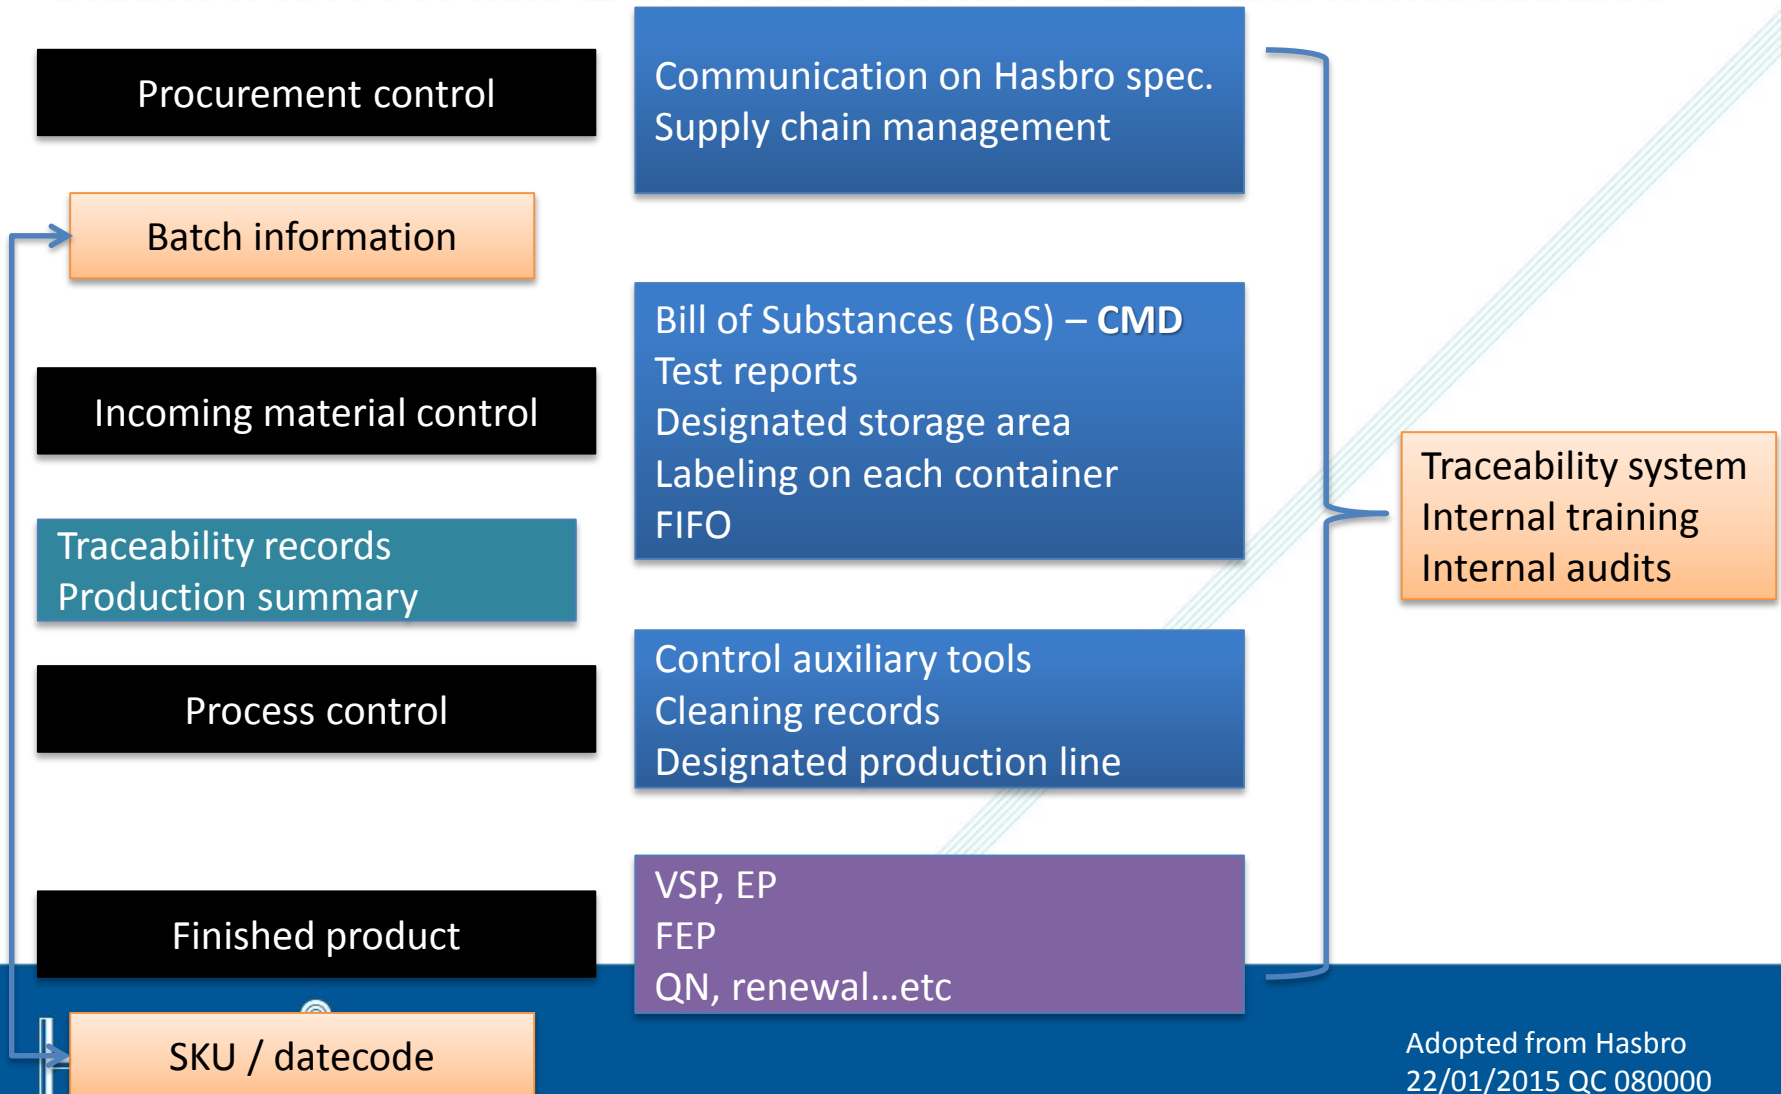 Procurement control
Communication on Hasbro spec.
Supply chain management
Batch information
Bill of Substances (BoS) – CMD
Test reports
Designated storage area
Labeling on each container
FIFO
Incoming material control
Traceability system
Internal training
Internal audits
Traceability records
Production summary
Control auxiliary tools
Cleaning records
Designated production line
Process control
VSP, EP
FEP
QN, renewal...etc
Finished product
SKU / datecode
Adopted from Hasbro
22/01/2015 QC 080000